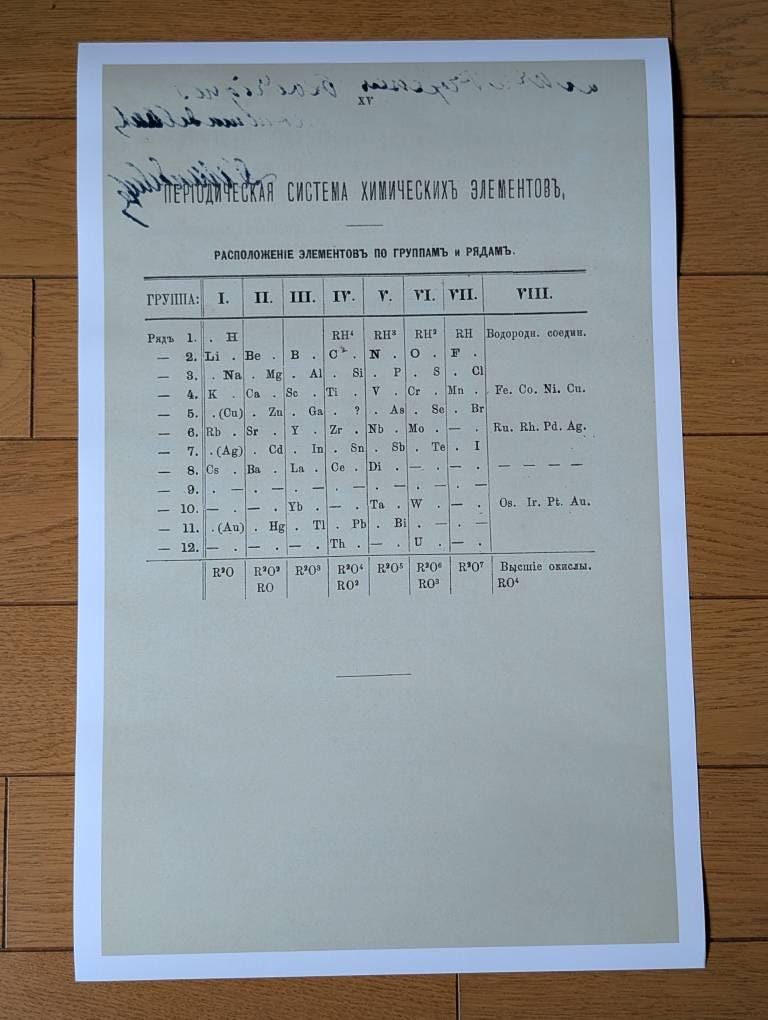 XV
ПЕРІОДИЧЕСКАЯ СИСТЕМА ХИМИЧЕСКИХЪ ЭЛЕМЕНТОВЪ,
РАСПОЛОЖЕНІЕ ЭЛЕМЕНТОВЪ ПО ГРУППАМЪ и РЯДАМЪ.
ГРУППА: I. II. III. IV. V. VI. VII. VIII.
Рядъ 1. . H RH⁴ RH³ RH² RH Водородн. соедин.
— 2. Li . Be . B . C . N . O . F .
— 3. . Na . Mg . Al . Si . P . S . Cl
— 4. K . Ca . Sc . Ti . V . Cr . Mn . Fe. Co. Ni. Cu.
— 5. .(Cu) . Zn . Ga . ? . As . Se . Br
— 6. Rb . Sr . Y . Zr . Nb . Mo . — . Ru. Rh. Pd. Ag.
— 7. .(Ag) . Cd . In . Sn . Sb . Te . I
— 8. Cs . Ba . La . Ce . Di . — . — . — — — —
— 9. . — . — . — . — . — . — . —
— 10. — . — . Yb . — . Ta . W . — . Os. Ir. Pt. Au.
— 11. .(Au) . Hg . Tl . Pb . Bi . — . —
— 12. — . — . — . Th . — . U . — .
R²O R²O² R²O³ R²O⁴ R²O⁵ R²O⁶ R²O⁷ Высшіе окислы.
RO RO² RO³ RO⁴